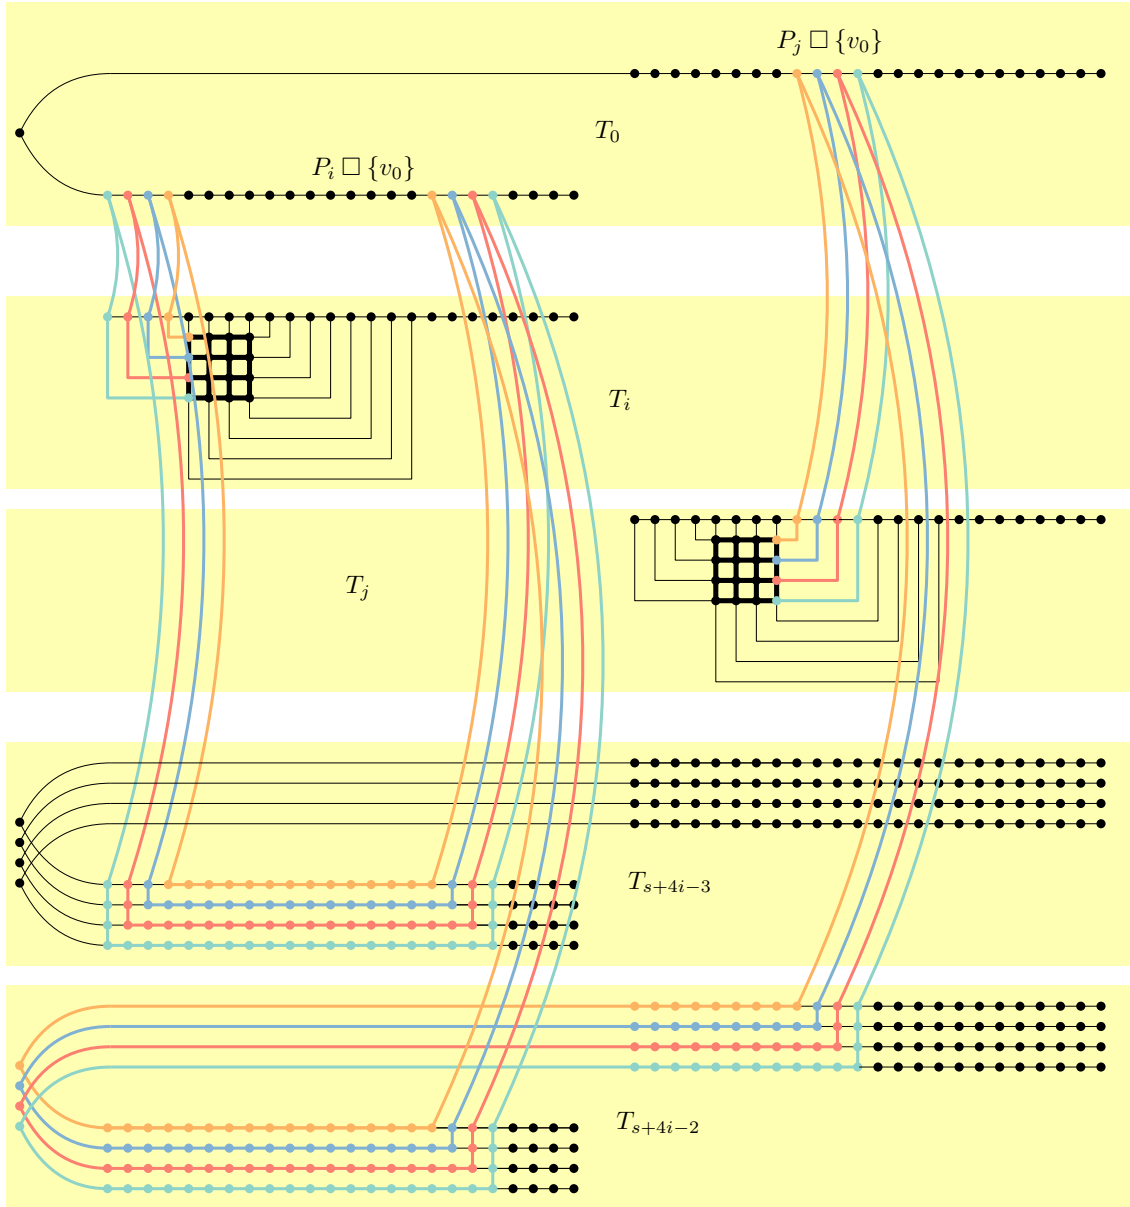 P_j □ {v_0}
T_0
P_i □ {v_0}
T_i
T_j
T_{s+4i−3}
T_{s+4i−2}